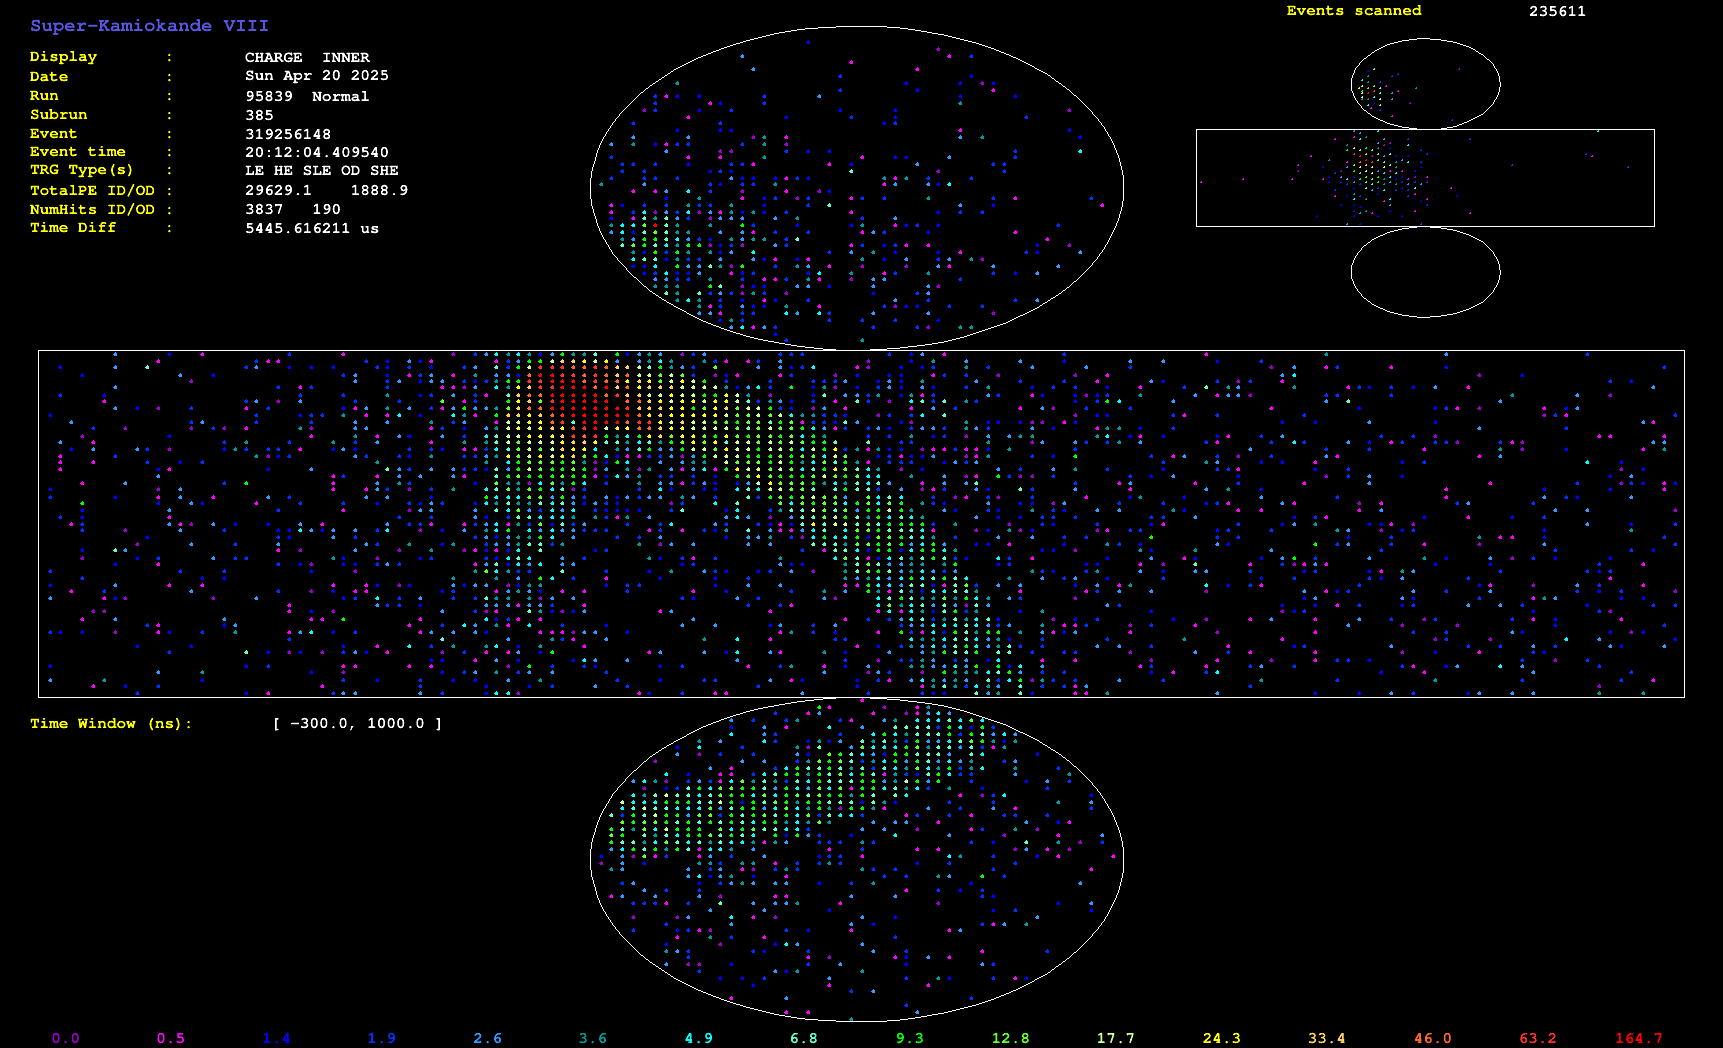 Super-Kamiokande VIII
Events scanned 235611
Display : CHARGE INNER
Date : Sun Apr 20 2025
Run : 95839 Normal
Subrun : 385
Event : 319256148
Event time : 20:12:04.409540
TRG Type(s) : LE HE SLE OD SHE
TotalPE ID/OD : 29629.1 1888.9
NumHits ID/OD : 3837 190
Time Diff : 5445.616211 us
Time Window (ns): [ -300.0, 1000.0 ]
0.0 0.5 1.4 1.9 2.6 3.6 4.9 6.8 9.3 12.8 17.7 24.3 33.4 46.0 63.2 164.7